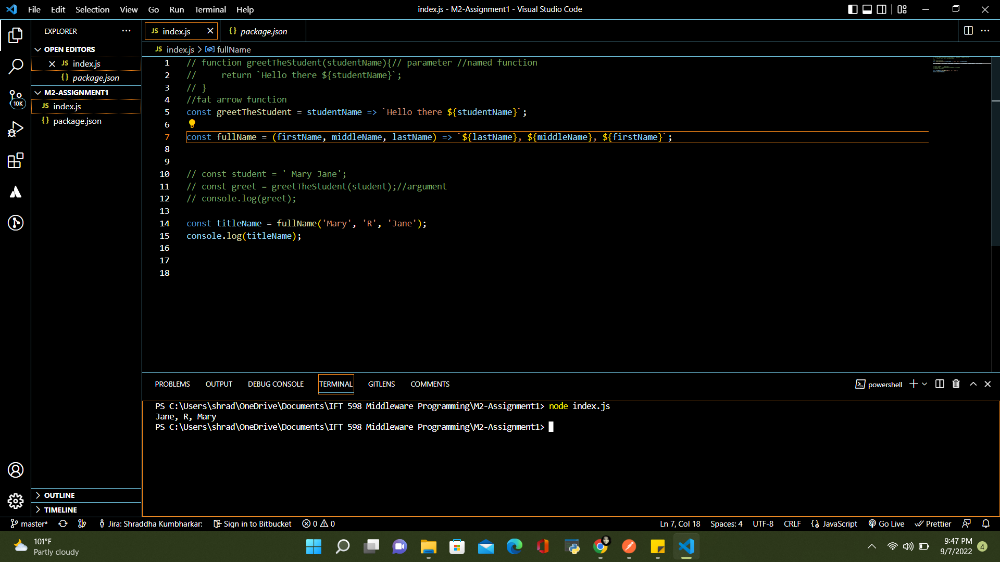 File Edit Selection View Go Run Terminal Help
index.js - M2-Assignment1 - Visual Studio Code
EXPLORER
OPEN EDITORS
JS index.js
{} package.json
M2-ASSIGNMENT1
JS index.js
{} package.json
10K
OUTLINE
TIMELINE
JS index.js
{} package.json
JS index.js > fullName
1 // function greetTheStudent(studentName){// parameter //named function
2 //     return `Hello there ${studentName}`;
3 // }
4 //fat arrow function
5 const greetTheStudent = studentName => `Hello there ${studentName}`;
6
7 const fullName = (firstName, middleName, lastName) => `${lastName}, ${middleName}, ${firstName}`;
8
9
10 // const student = ' Mary Jane';
11 // const greet = greetTheStudent(student);//argument
12 // console.log(greet);
13
14 const titleName = fullName('Mary', 'R', 'Jane');
15 console.log(titleName);
16
17
18
PROBLEMS OUTPUT DEBUG CONSOLE TERMINAL GITLENS COMMENTS
powershell
PS C:\Users\shrad\OneDrive\Documents\IFT 598 Middleware Programming\M2-Assignment1> node index.js
Jane, R, Mary
PS C:\Users\shrad\OneDrive\Documents\IFT 598 Middleware Programming\M2-Assignment1>
master* Jira: Shraddha Kumbharkar: Sign in to Bitbucket 0 0
Ln 7, Col 18 Spaces: 4 UTF-8 CRLF {} JavaScript Go Live Prettier
101°F
Partly cloudy
9:47 PM
9/7/2022
4